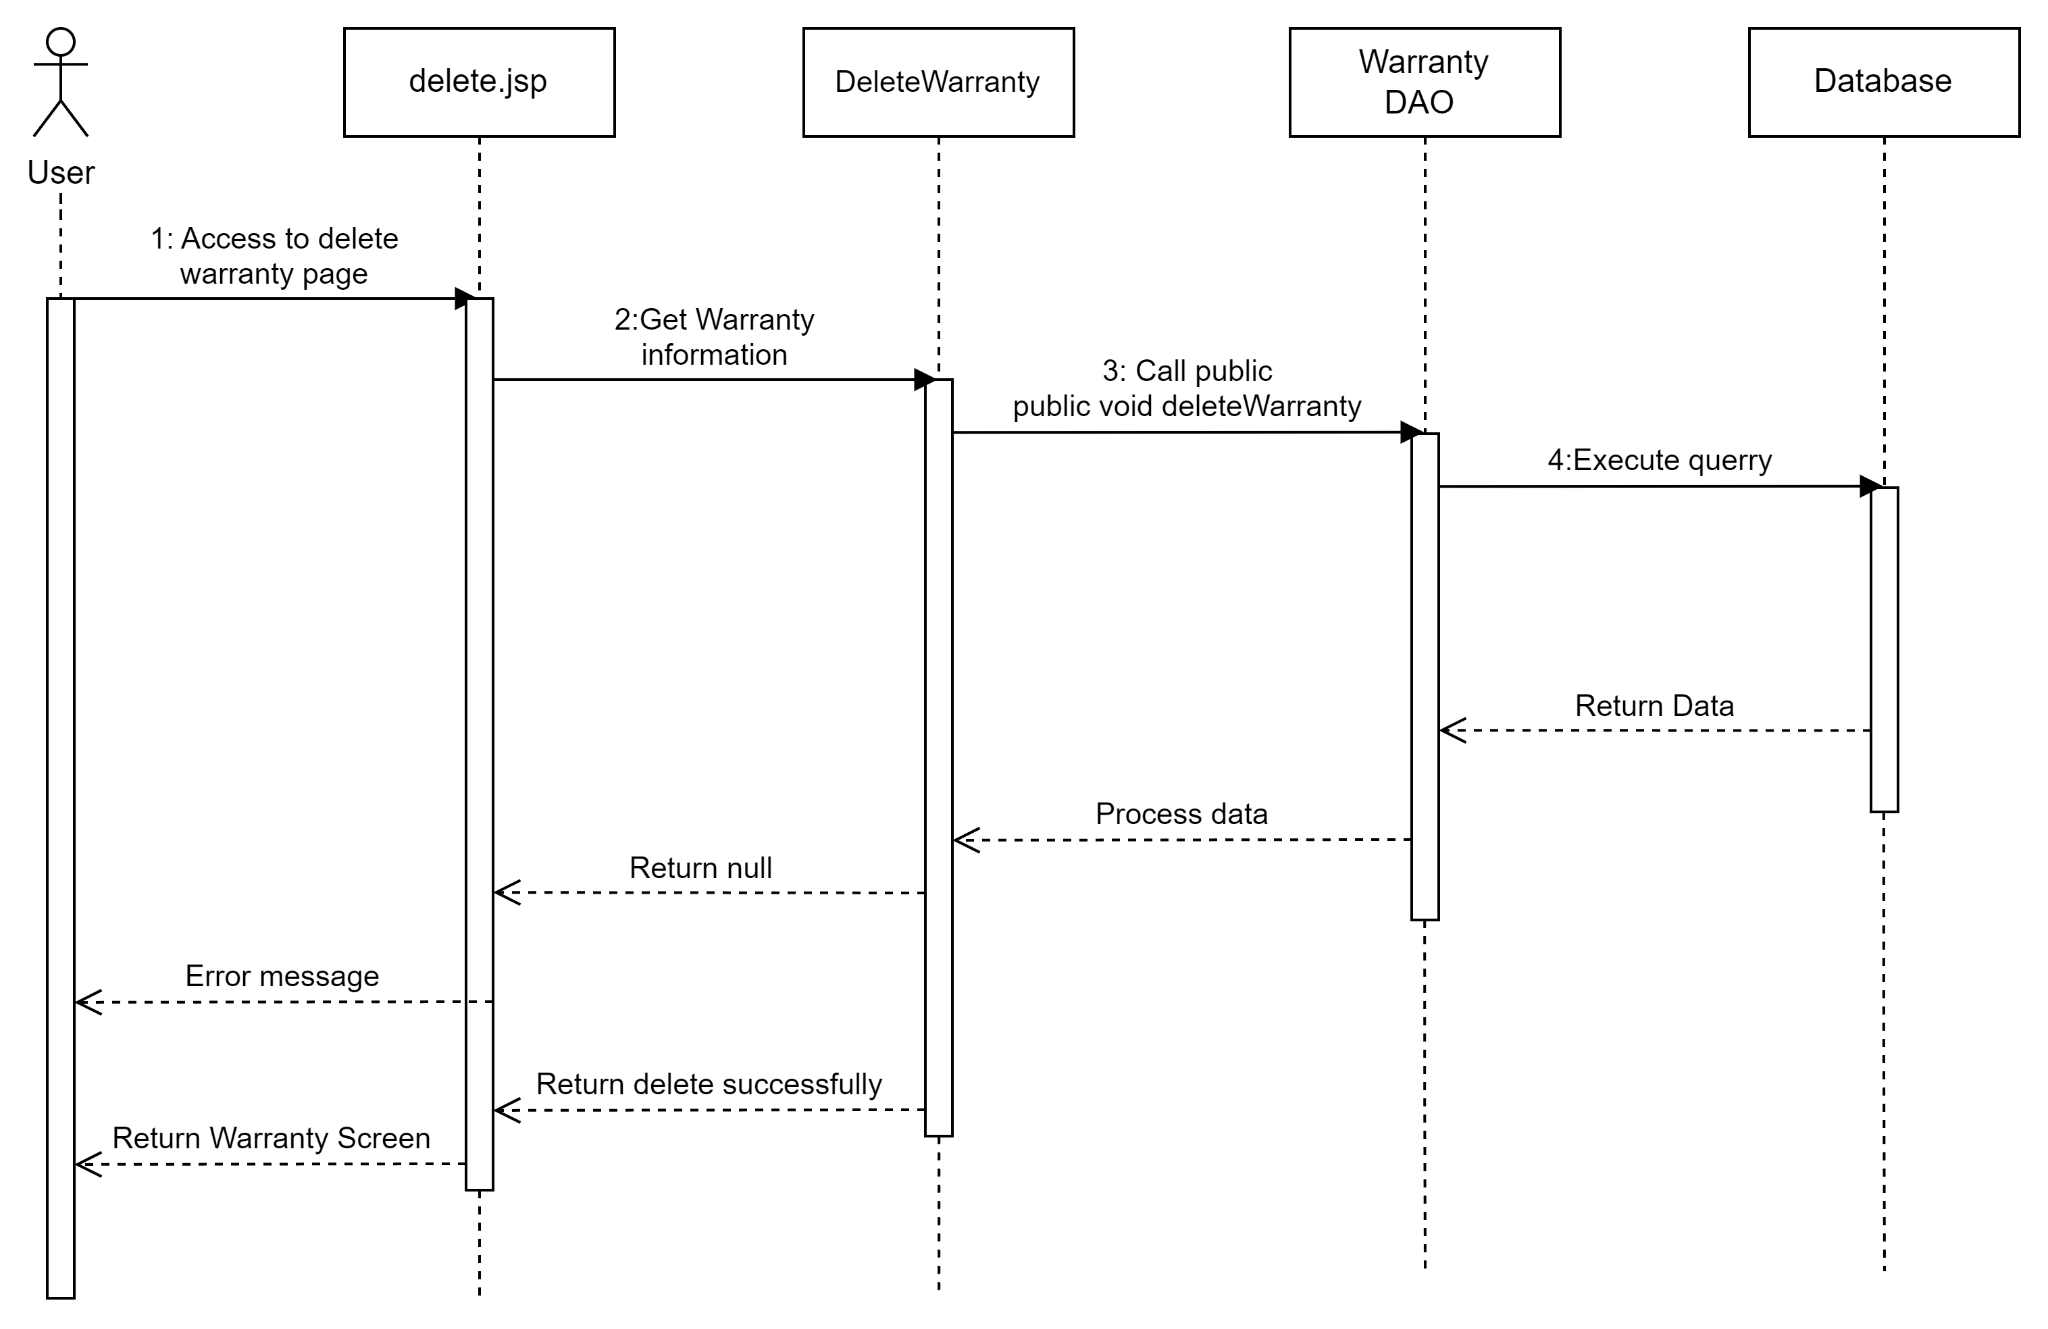 User
delete.jsp
DeleteWarranty
Warranty
DAO
Database
1: Access to delete
warranty page
2:Get Warranty
information
3: Call public
public void deleteWarranty
4:Execute querry
Return Data
Process data
Return null
Error message
Return delete successfully
Return Warranty Screen